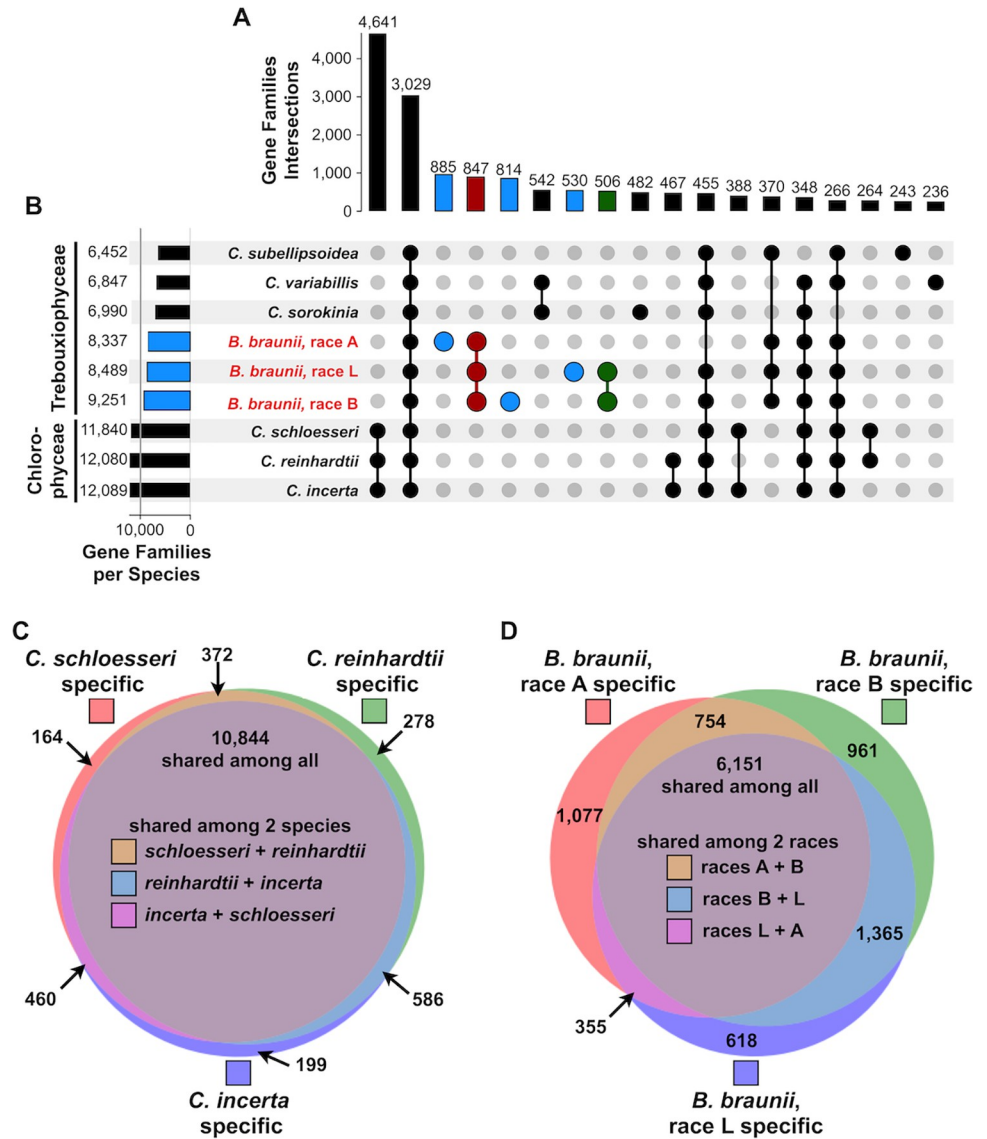 A
Gene Families
Intersections
4,000
3,000
2,000
1,000
0
4,641
3,029
885
847
814
542
530
506
482
467
455
388
370
348
266
264
243
236
B
Trebouxiophyceae
Chloro-
phyceae
6,452
C. subellipsoidea
6,847
C. variabillis
6,990
C. sorokinia
8,337
B. braunii, race A
8,489
B. braunii, race L
9,251
B. braunii, race B
11,840
C. schloesseri
12,080
C. reinhardtii
12,089
C. incerta
10,000 0
Gene Families
per Species
C
C. schloesseri
specific
372
C. reinhardtii
specific
164
278
10,844
shared among all
shared among 2 species
schloesseri + reinhardtii
reinhardtii + incerta
incerta + schloesseri
460
586
199
C. incerta
specific
D
B. braunii,
race A specific
B. braunii,
race B specific
754
961
6,151
shared among all
1,077
shared among 2 races
races A + B
races B + L
races L + A
1,365
355
618
B. braunii,
race L specific